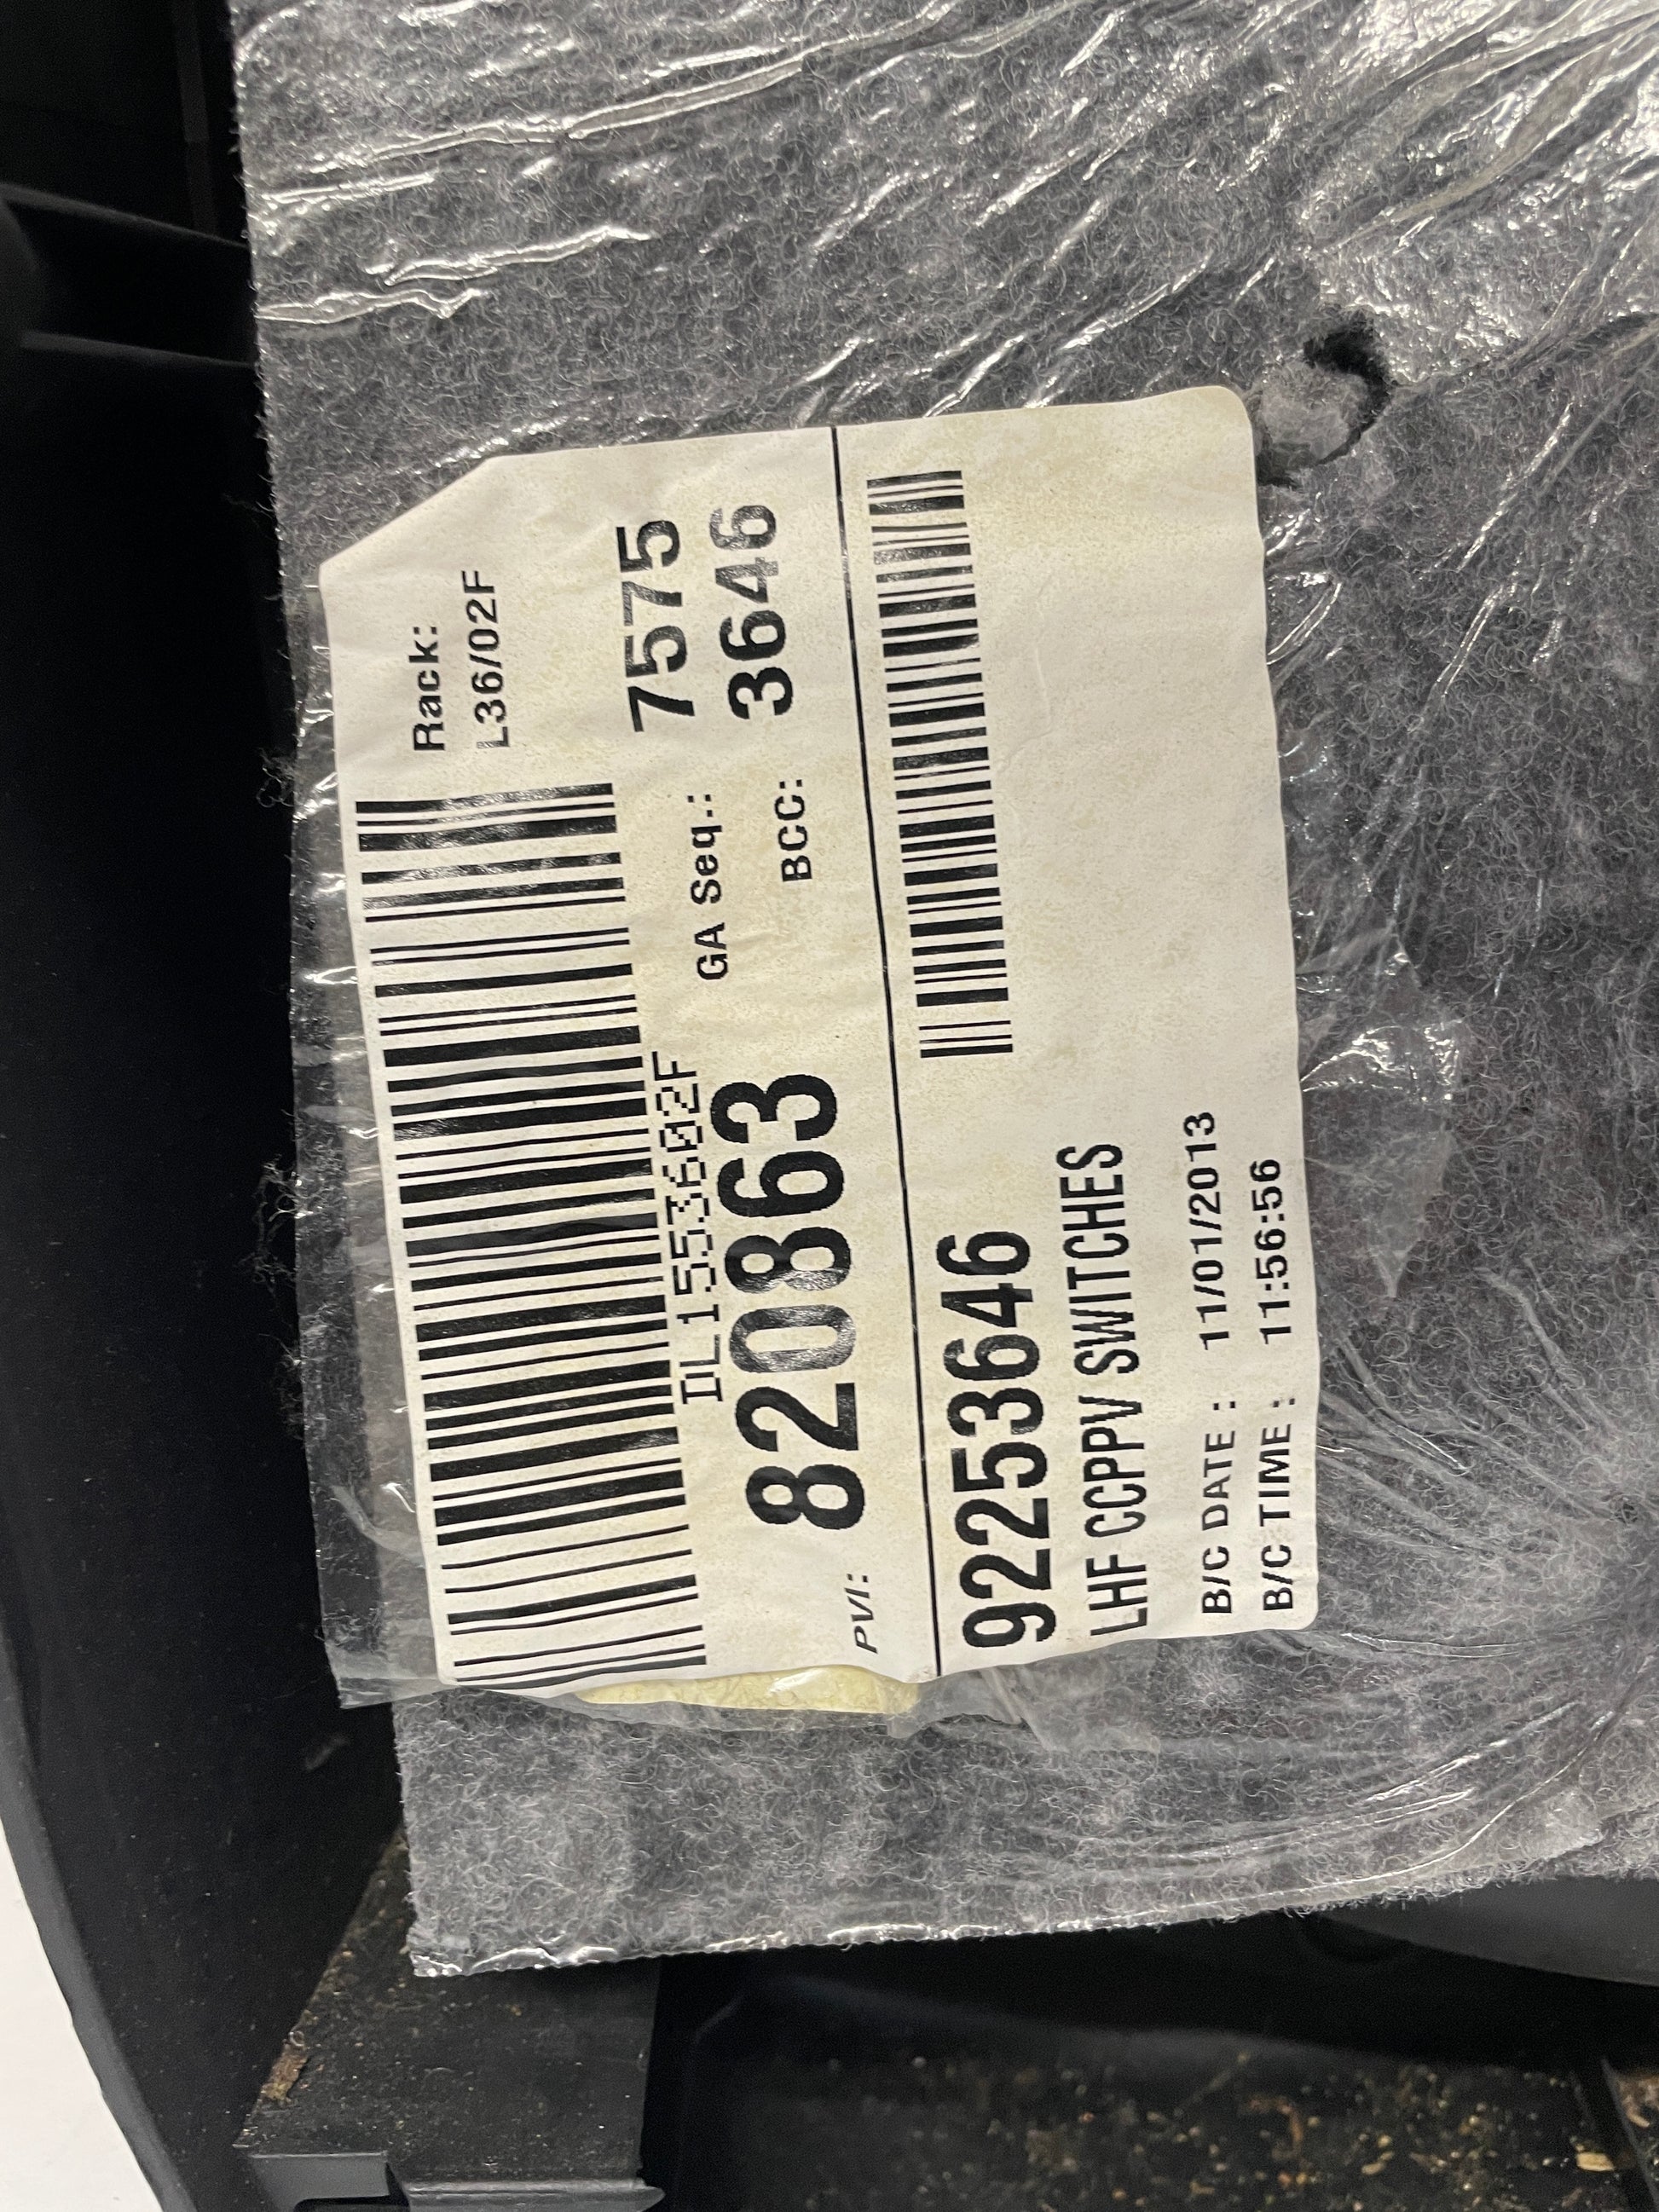 Rack:
L36/02F
DL1553602F
GA Seq.: 7575
PVI: 820863
BCC: 3646
92253646
LHF CCPPV SWITCHES
B/C DATE : 11/01/2013
B/C TIME : 11:56:56